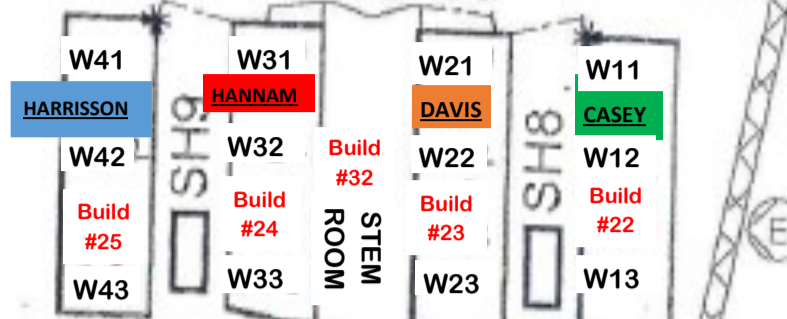 W41
HARRISSON
W42
Build
#25
W43
SH9
W31
HANNAM
W32
Build
#24
W33
Build
#32
STEM
ROOM
W21
DAVIS
W22
Build
#23
W23
SH8
W11
CASEY
W12
Build
#22
W13
E